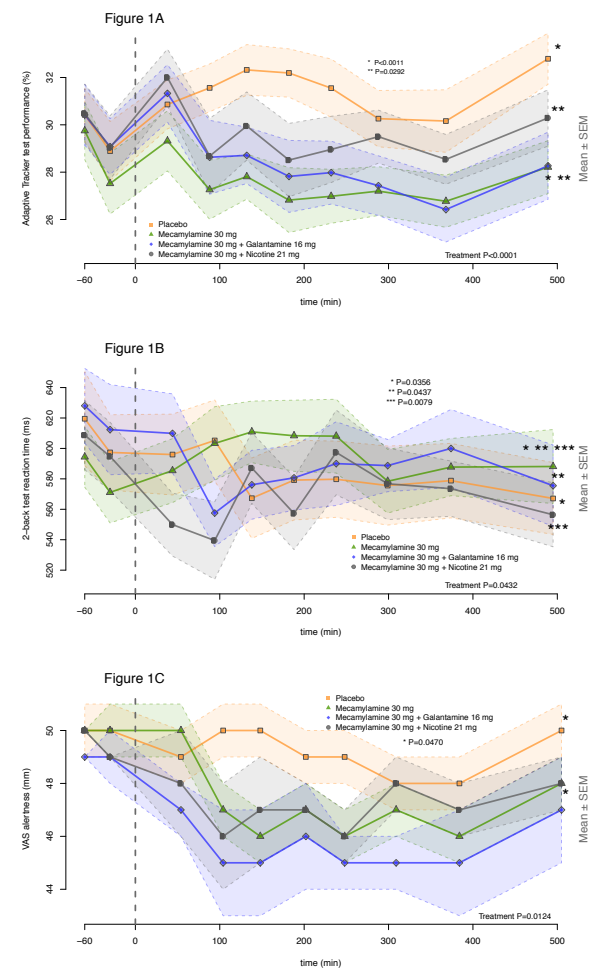 Figure 1A
Adaptive Tracker test performance (%)
32
30
28
26
* P<0.0011
** P=0.0292
*
**
* **
Mean ± SEM
Placebo
Mecamylamine 30 mg
Mecamylamine 30 mg + Galantamine 16 mg
Mecamylamine 30 mg + Nicotine 21 mg
Treatment P<0.0001
−60 0 100 200 300 400 500
time (min)
Figure 1B
2−back test reaction time (ms)
640
620
600
580
560
540
520
* P=0.0356
** P=0.0437
*** P=0.0079
* ** ***
**
*
***
Mean ± SEM
Placebo
Mecamylamine 30 mg
Mecamylamine 30 mg + Galantamine 16 mg
Mecamylamine 30 mg + Nicotine 21 mg
Treatment P=0.0432
−60 0 100 200 300 400 500
time (min)
Figure 1C
VAS alertness (mm)
50
48
46
44
Placebo
Mecamylamine 30 mg
Mecamylamine 30 mg + Galantamine 16 mg
Mecamylamine 30 mg + Nicotine 21 mg
* P=0.0470
*
*
Mean ± SEM
Treatment P=0.0124
−60 0 100 200 300 400 500
time (min)